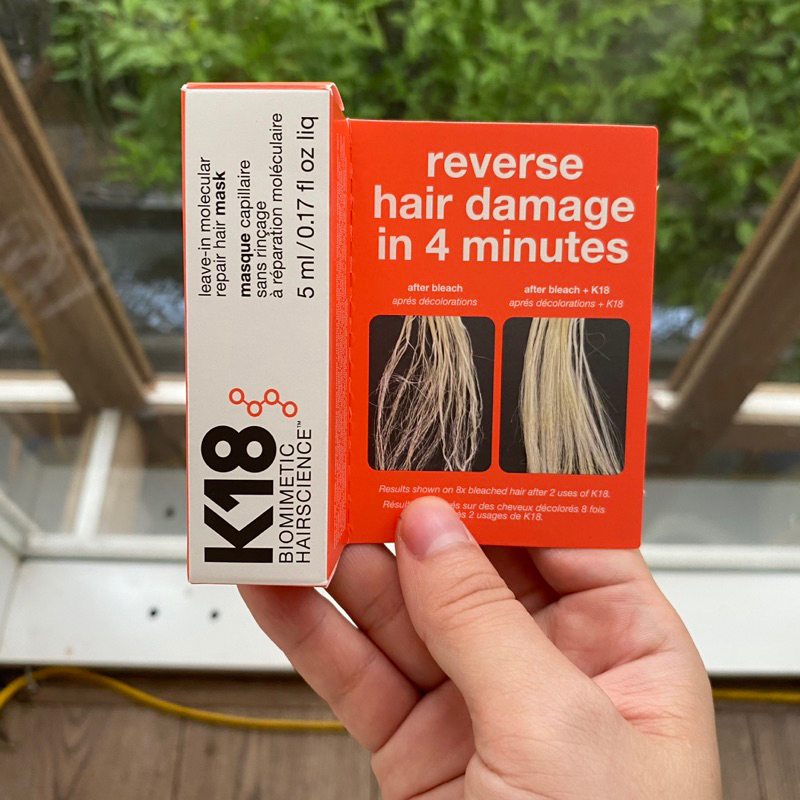 leave-in molecular
repair hair mask
masque capillaire
sans rinçage
à réparation moléculaire
5 ml / 0.17 fl oz liq
K18
BIOMIMETIC
HAIRSCIENCE™
reverse
hair damage
in 4 minutes
after bleach
aprés décolorations
after bleach + K18
aprés décolorations + K18
Results shown on 8x bleached hair after 2 uses of K18.
sur des cheveux décolorés 8 fois
2 usages de K18.